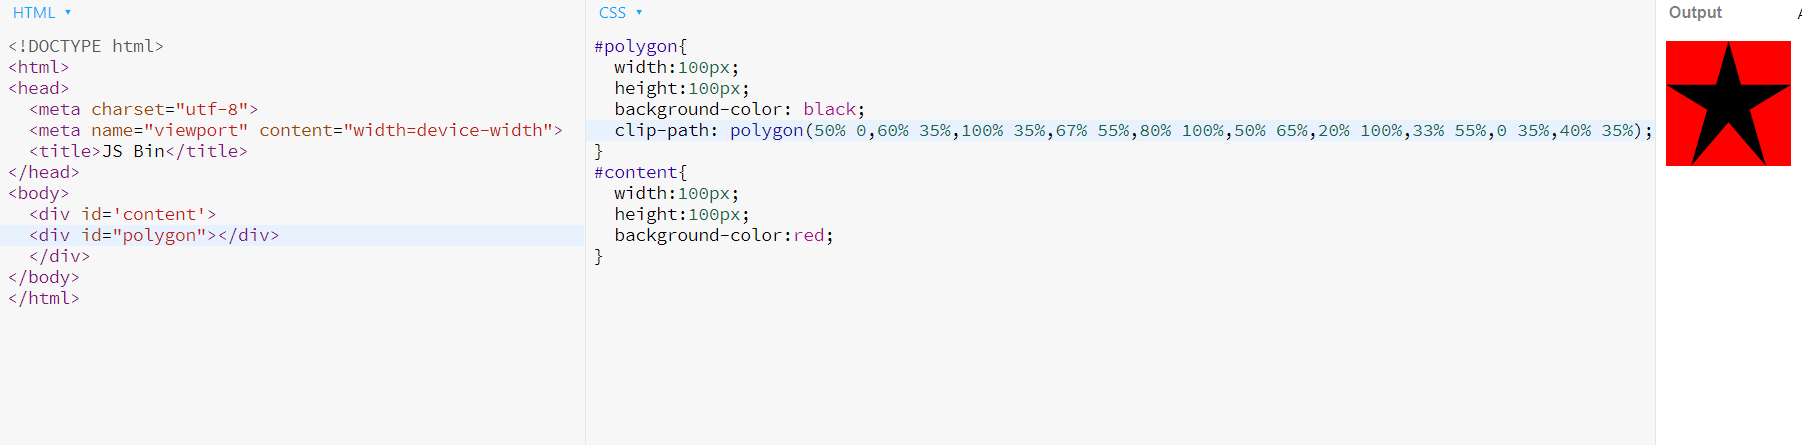 HTML ▾
<!DOCTYPE html>
<html>
<head>
  <meta charset="utf-8">
  <meta name="viewport" content="width=device-width">
  <title>JS Bin</title>
</head>
<body>
  <div id='content'>
  <div id="polygon"></div>
  </div>
</body>
</html>
CSS ▾
#polygon{
  width:100px;
  height:100px;
  background-color: black;
  clip-path: polygon(50% 0,60% 35%,100% 35%,67% 55%,80% 100%,50% 65%,20% 100%,33% 55%,0 35%,40% 35%);
}
#content{
  width:100px;
  height:100px;
  background-color:red;
}
Output